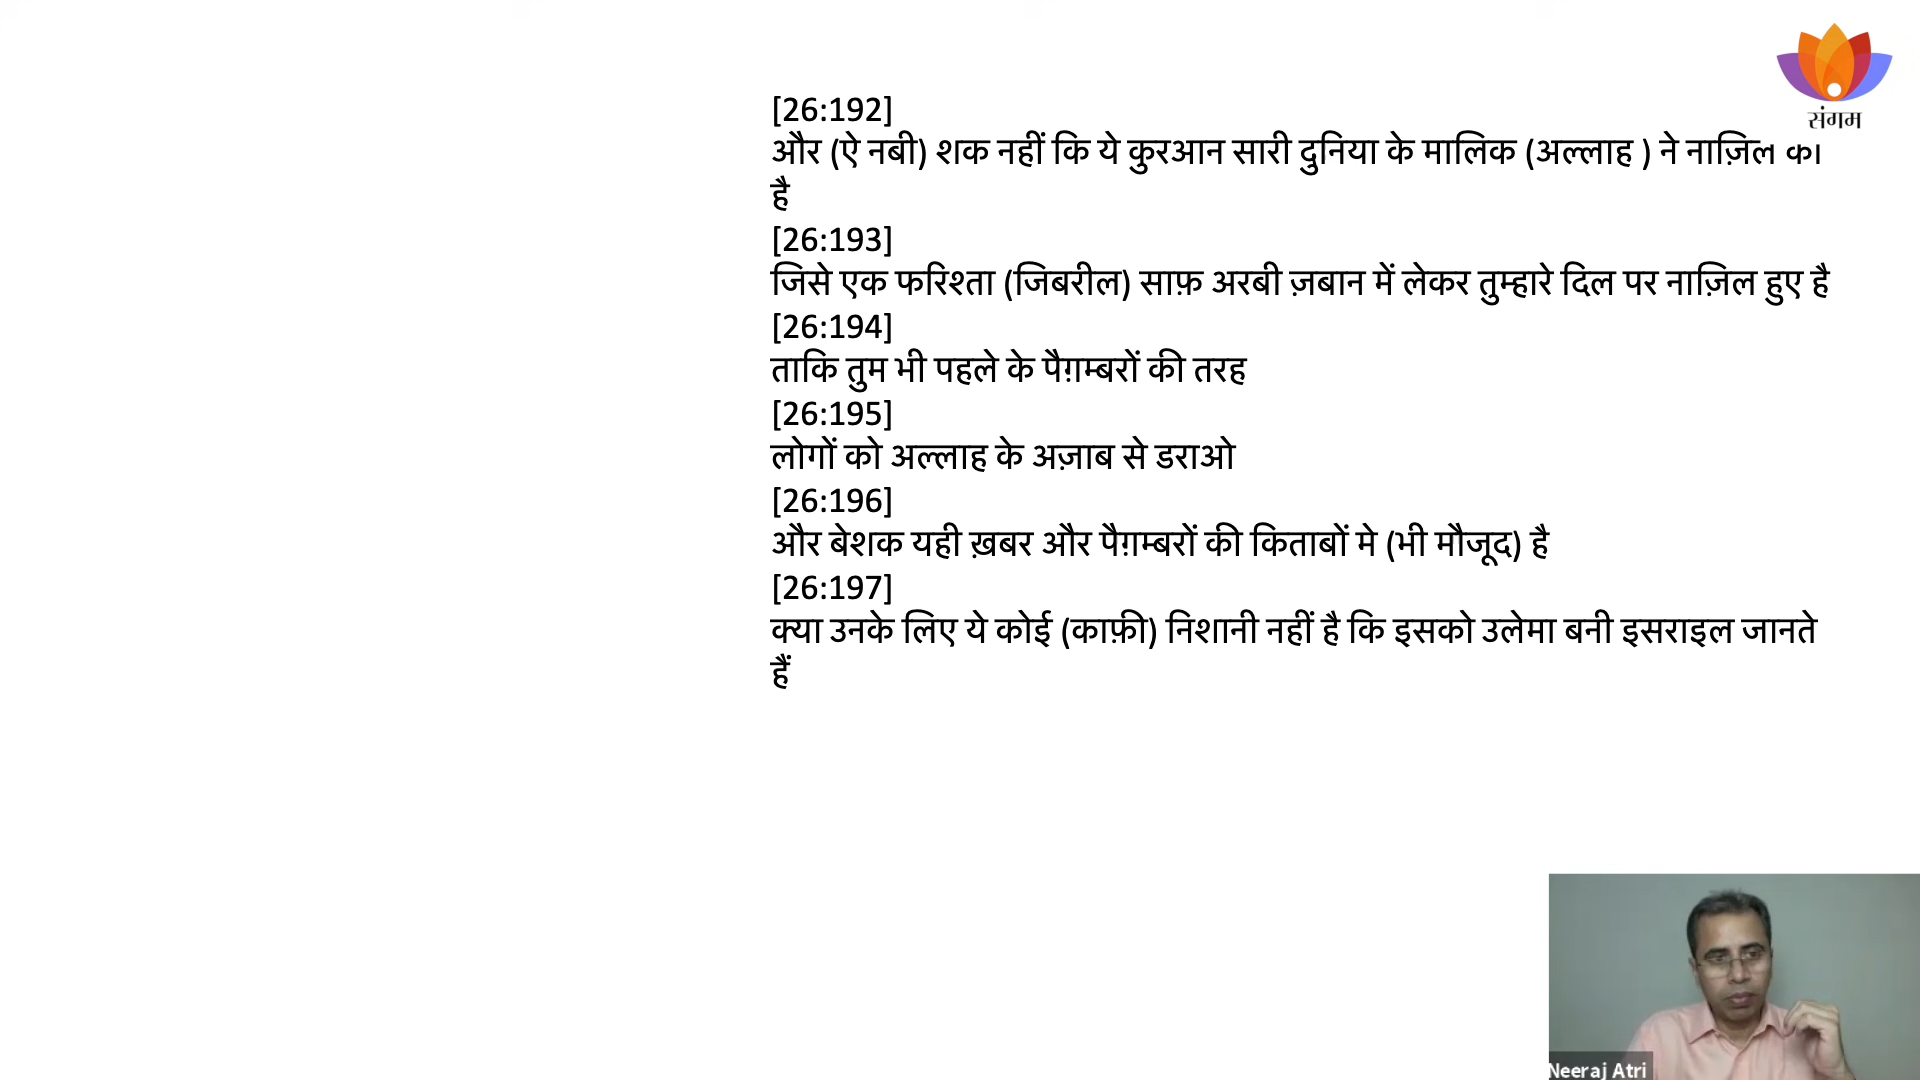 [26:192]
और (ऐ नबी) शक नहीं कि ये कुरआन सारी दुनिया के मालिक (अल्लाह ) ने नाज़िल की
है
[26:193]
जिसे एक फरिश्ता (जिबरील) साफ़ अरबी ज़बान में लेकर तुम्हारे दिल पर नाज़िल हुए है
[26:194]
ताकि तुम भी पहले के पैग़म्बरों की तरह
[26:195]
लोगों को अल्लाह के अज़ाब से डराओ
[26:196]
और बेशक यही ख़बर और पैग़म्बरों की किताबों मे (भी मौजूद) है
[26:197]
क्या उनके लिए ये कोई (काफ़ी) निशानी नहीं है कि इसको उलेमा बनी इसराइल जानते
हैं
संगम
Neeraj Atri